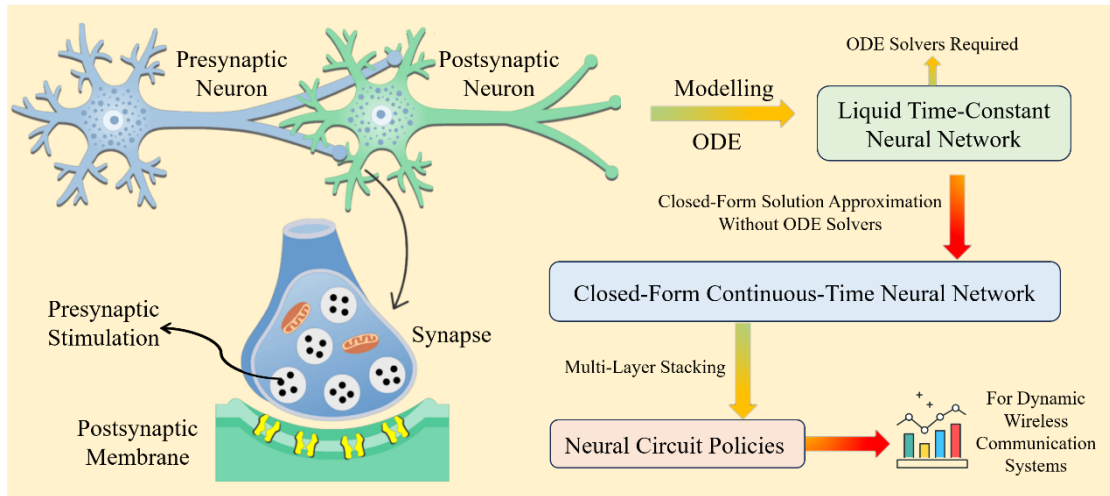 Presynaptic
Neuron
Postsynaptic
Neuron
Presynaptic
Stimulation
Synapse
Postsynaptic
Membrane
Modelling
ODE
ODE Solvers Required
Liquid Time-Constant
Neural Network
Closed-Form Solution Approximation
Without ODE Solvers
Closed-Form Continuous-Time Neural Network
Multi-Layer Stacking
Neural Circuit Policies
For Dynamic
Wireless
Communication
Systems